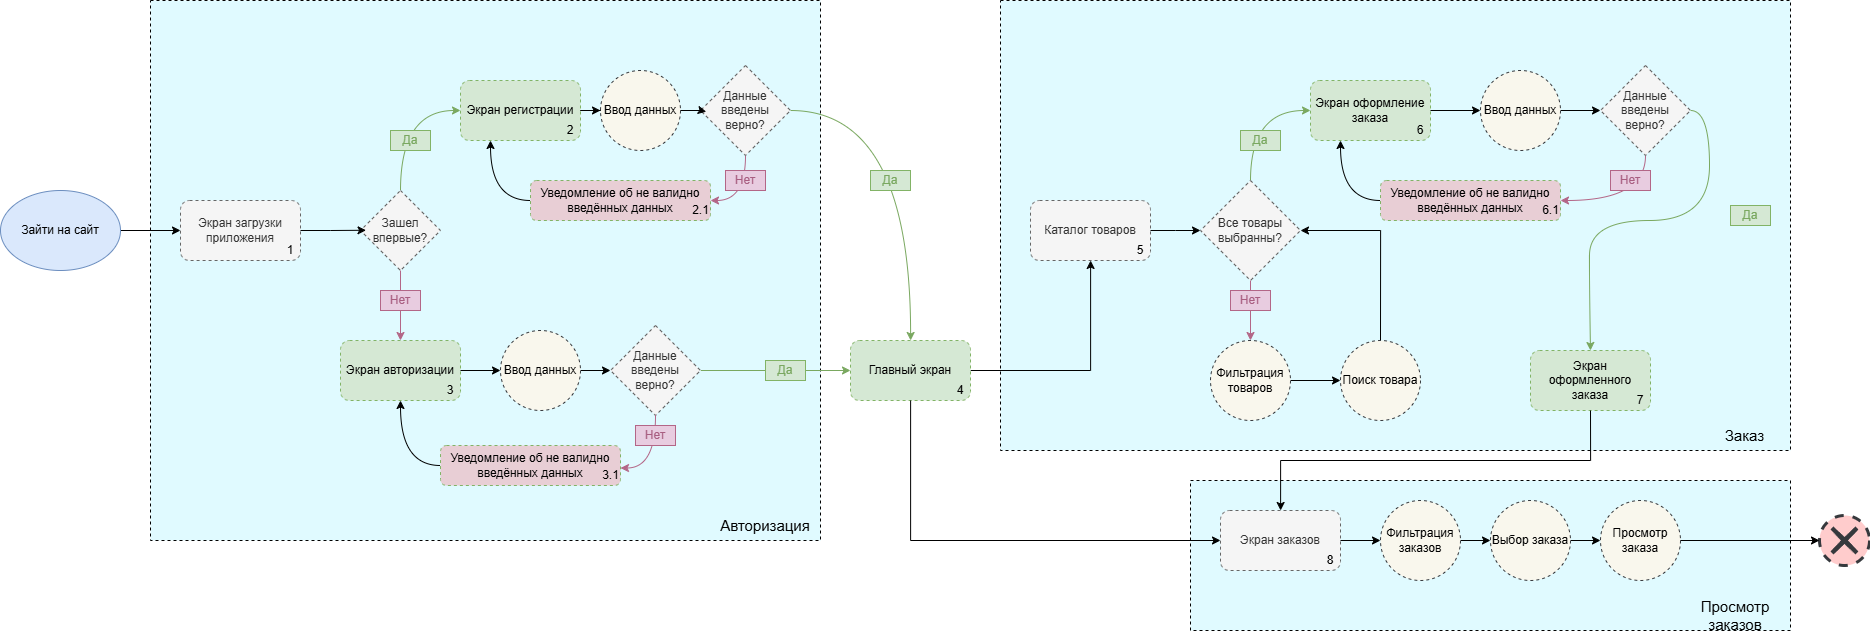 Зайти на сайт
Экран загрузки
приложения
1
Зашел
впервые?
Да
Экран регистрации
2
Ввод данных
Данные
введены
верно?
Нет
Уведомление об не валидно
введённых данных
2.1
Да
Нет
Экран авторизации
3
Ввод данных
Данные
введены
верно?
Нет
Уведомление об не валидно
введённых данных
3.1
Да
Авторизация
Главный экран
4
Каталог товаров
5
Все товары
выбранны?
Да
Экран оформление
заказа
6
Ввод данных
Данные
введены
верно?
Нет
Уведомление об не валидно
введённых данных
6.1
Да
Нет
Фильтрация
товаров
Поиск товара
Экран
оформленного
заказа
7
Заказ
Экран заказов
8
Фильтрация
заказов
Выбор заказа
Просмотр
заказа
Просмотр
заказов